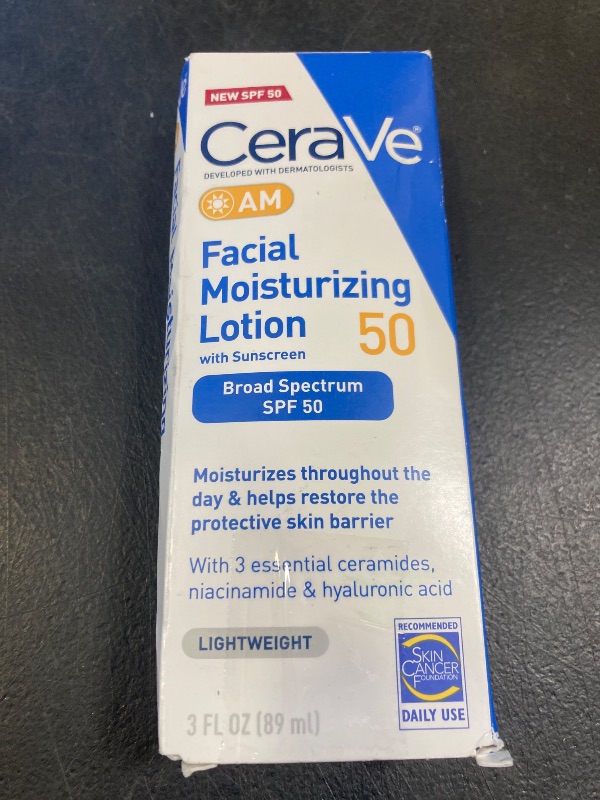 NEW SPF 50
CeraVe®
DEVELOPED WITH DERMATOLOGISTS
AM
Facial
Moisturizing
Lotion 50
with Sunscreen
Broad Spectrum
SPF 50
Moisturizes throughout the
day & helps restore the
protective skin barrier
With 3 essential ceramides,
niacinamide & hyaluronic acid
LIGHTWEIGHT
RECOMMENDED
SKIN
CANCER
FOUNDATION
DAILY USE
3 FL OZ (89 ml)